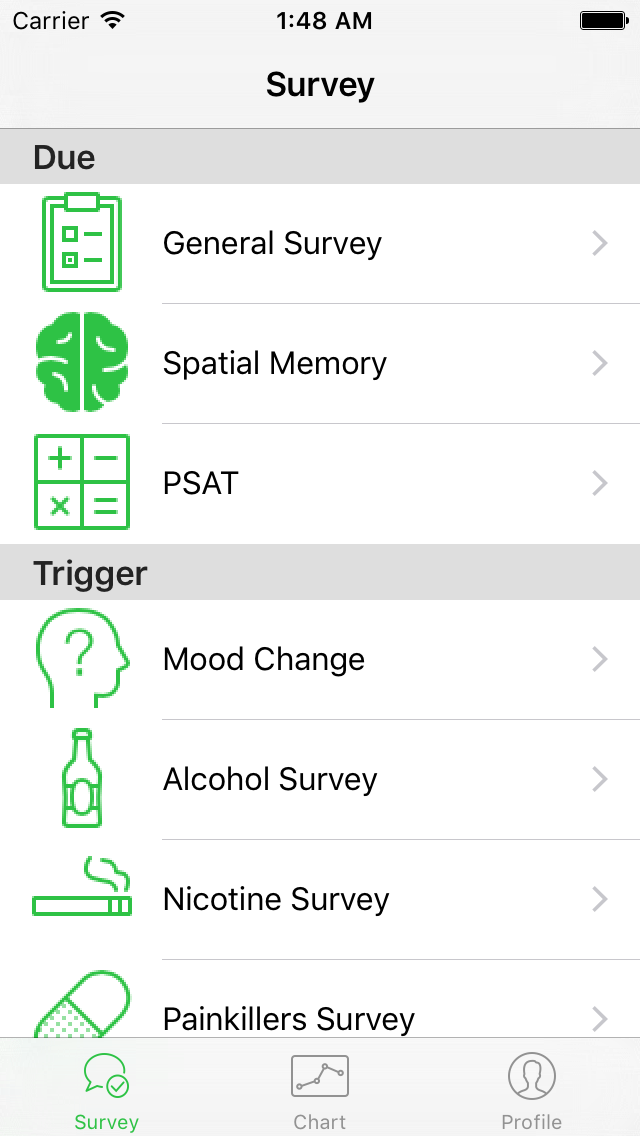 Carrier 1:48 AM
Survey
Due
General Survey
Spatial Memory
PSAT
Trigger
Mood Change
Alcohol Survey
Nicotine Survey
Painkillers Survey
Survey Chart Profile